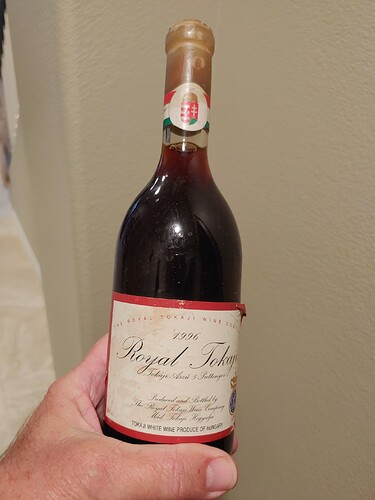 THE ROYAL TOKAJI WINE
1996
Royal Tokaji
Tokaji Aszú 5 Puttonyos
Produced and Bottled by
The Royal Tokaji Wine Company
Mád, Tokaj Hegyalja
TOKAJI WHITE WINE PRODUCE OF HUNGARY